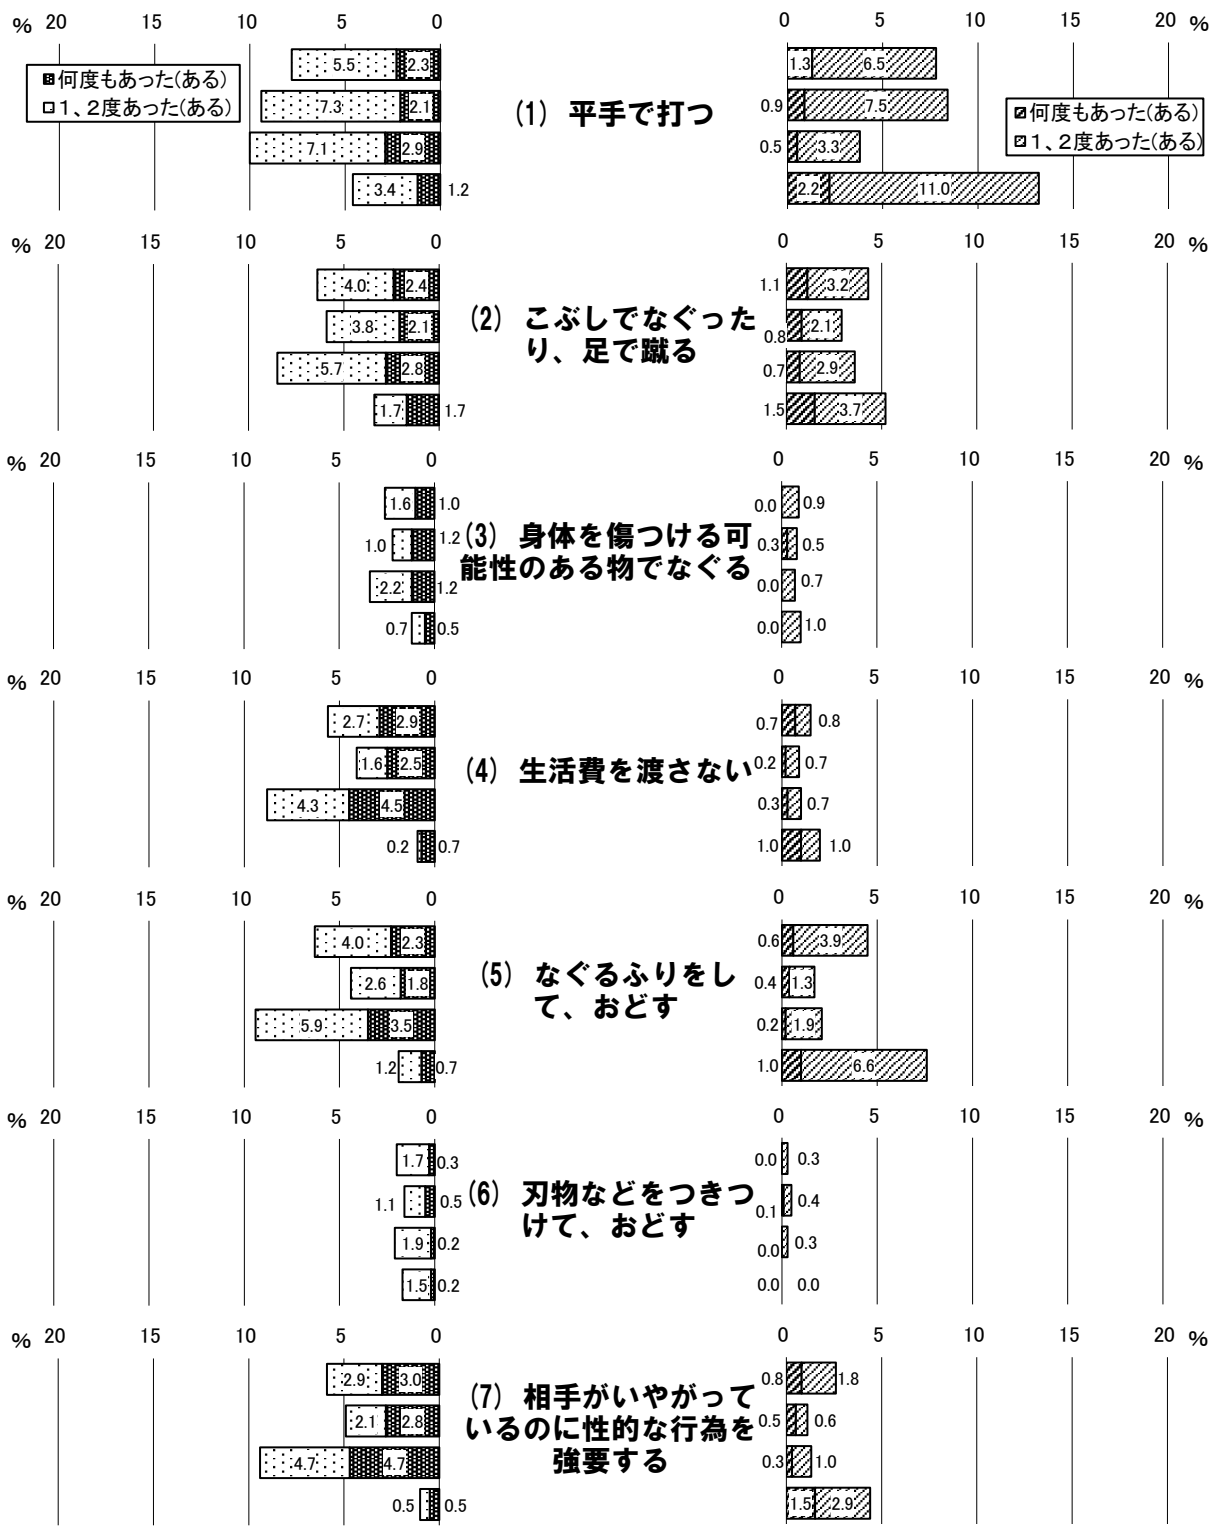 % 20 15 10 5 0 0 5 10 15 20 %
何度もあった(ある)
1、2度あった(ある)
何度もあった(ある)
1、2度あった(ある)
(1) 平手で打つ
5.5 2.3 1.3 6.5
7.3 2.1 0.9 7.5
7.1 2.9 0.5 3.3
3.4 1.2 2.2 11.0
% 20 15 10 5 0 0 5 10 15 20 %
(2) こぶしでなぐった
り、足で蹴る
4.0 2.4 1.1 3.2
3.8 2.1 0.8 2.1
5.7 2.8 0.7 2.9
1.7 1.7 1.5 3.7
% 20 15 10 5 0 0 5 10 15 20 %
(3) 身体を傷つける可
能性のある物でなぐる
1.6 1.0 0.0 0.9
1.0 1.2 0.3 0.5
2.2 1.2 0.0 0.7
0.7 0.5 0.0 1.0
% 20 15 10 5 0 0 5 10 15 20 %
(4) 生活費を渡さない
2.7 2.9 0.7 0.8
1.6 2.5 0.2 0.7
4.3 4.5 0.3 0.7
0.2 0.7 1.0 1.0
% 20 15 10 5 0 0 5 10 15 20 %
(5) なぐるふりをし
て、おどす
4.0 2.3 0.6 3.9
2.6 1.8 0.4 1.3
5.9 3.5 0.2 1.9
1.2 0.7 1.0 6.6
% 20 15 10 5 0 0 5 10 15 20 %
(6) 刃物などをつきつ
けて、おどす
1.7 0.3 0.0 0.3
1.1 0.5 0.1 0.4
1.9 0.2 0.0 0.3
1.5 0.2 0.0 0.0
% 20 15 10 5 0 0 5 10 15 20 %
(7) 相手がいやがって
いるのに性的な行為を
強要する
2.9 3.0 0.8 1.8
2.1 2.8 0.5 0.6
4.7 4.7 0.3 1.0
0.5 0.5 1.5 2.9